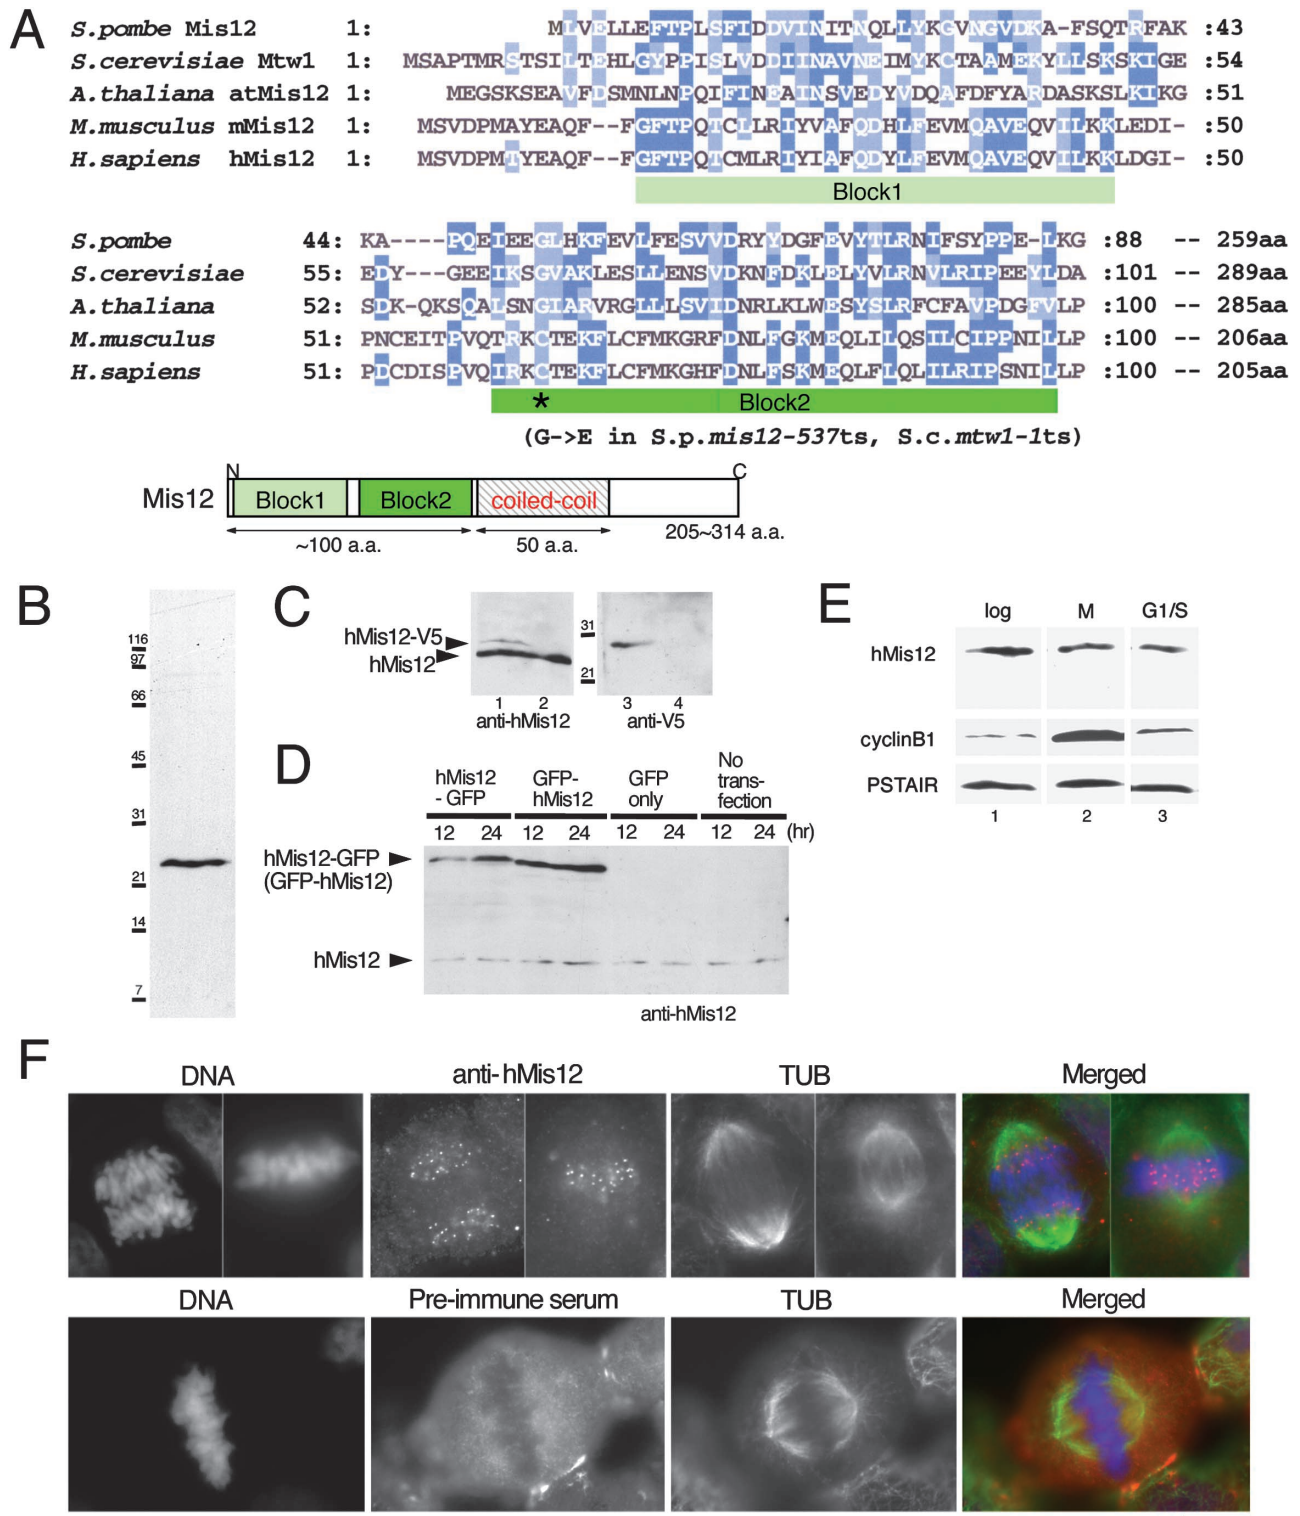 A
S.pombe Mis12 1: MLVELLEFTPLSFIDDVINITNQLLYKGVNGVDKA-FSQTRFAK :43
S.cerevisiae Mtw1 1: MSAPTMRSTSILTEHLGYPPISLVDDIINAVNEIMYKCTAAMEKYLLSKSKIGE :54
A.thaliana atMis12 1: MEGSKSEAVFDSMNLNPQIFINEAINSVEDYVDQAFDFYARDASKSLKIKG :51
M.musculus mMis12 1: MSVDPMAYEAQF--FGFTPQTCLLRIYVAFQDHLFEVMQAVEQVILKKLEDI- :50
H.sapiens hMis12 1: MSVDPMTYEAQF--FGFTPQTCMLRIYIAFQDYLFEVMQAVEQVILKKLDGI- :50
Block1
S.pombe 44: KA----PQEIEEGLHKFEVLFESVVDRYYDGFEVYTLRNIFSYPPE-LKG :88 -- 259aa
S.cerevisiae 55: EDY---GEEIKSGVAKLESLLENSVDKNFDKLELYVLRNVLRIPEEYLDA :101 -- 289aa
A.thaliana 52: SDK-QKSQALSNGIARVRGLLLSVIDNRLKLWESYSLRFCFAVPDGFVLP :100 -- 285aa
M.musculus 51: PNCEITPVQTRKCTEKFLCFMKGRFDNLFGKMEQLILQSILCIPPNILLP :100 -- 206aa
H.sapiens 51: PDCDISPVQIRKCTEKFLCFMKGHFDNLFSKMEQLFLQLILRIPSNILLP :100 -- 205aa
* Block2
(G->E in S.p.mis12-537ts, S.c.mtw1-1ts)
N C
Mis12 Block1 Block2 coiled-coil
~100 a.a. 50 a.a. 205~314 a.a.
B
116
97
66
45
31
21
14
7
C
hMis12-V5
hMis12
31
21
1 2 3 4
anti-hMis12 anti-V5
D
hMis12 - GFP GFP- hMis12 GFP only No trans- fection
12 24 12 24 12 24 12 24 (hr)
hMis12-GFP
(GFP-hMis12)
hMis12
anti-hMis12
E
log M G1/S
hMis12
cyclinB1
PSTAIR
1 2 3
F
DNA anti-hMis12 TUB Merged
DNA Pre-immune serum TUB Merged